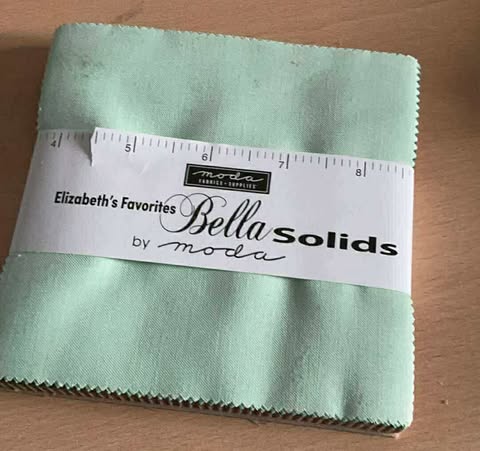 4 5 6 7 8
moda
FABRICS + SUPPLIES
Elizabeth's Favorites Bella Solids
by moda